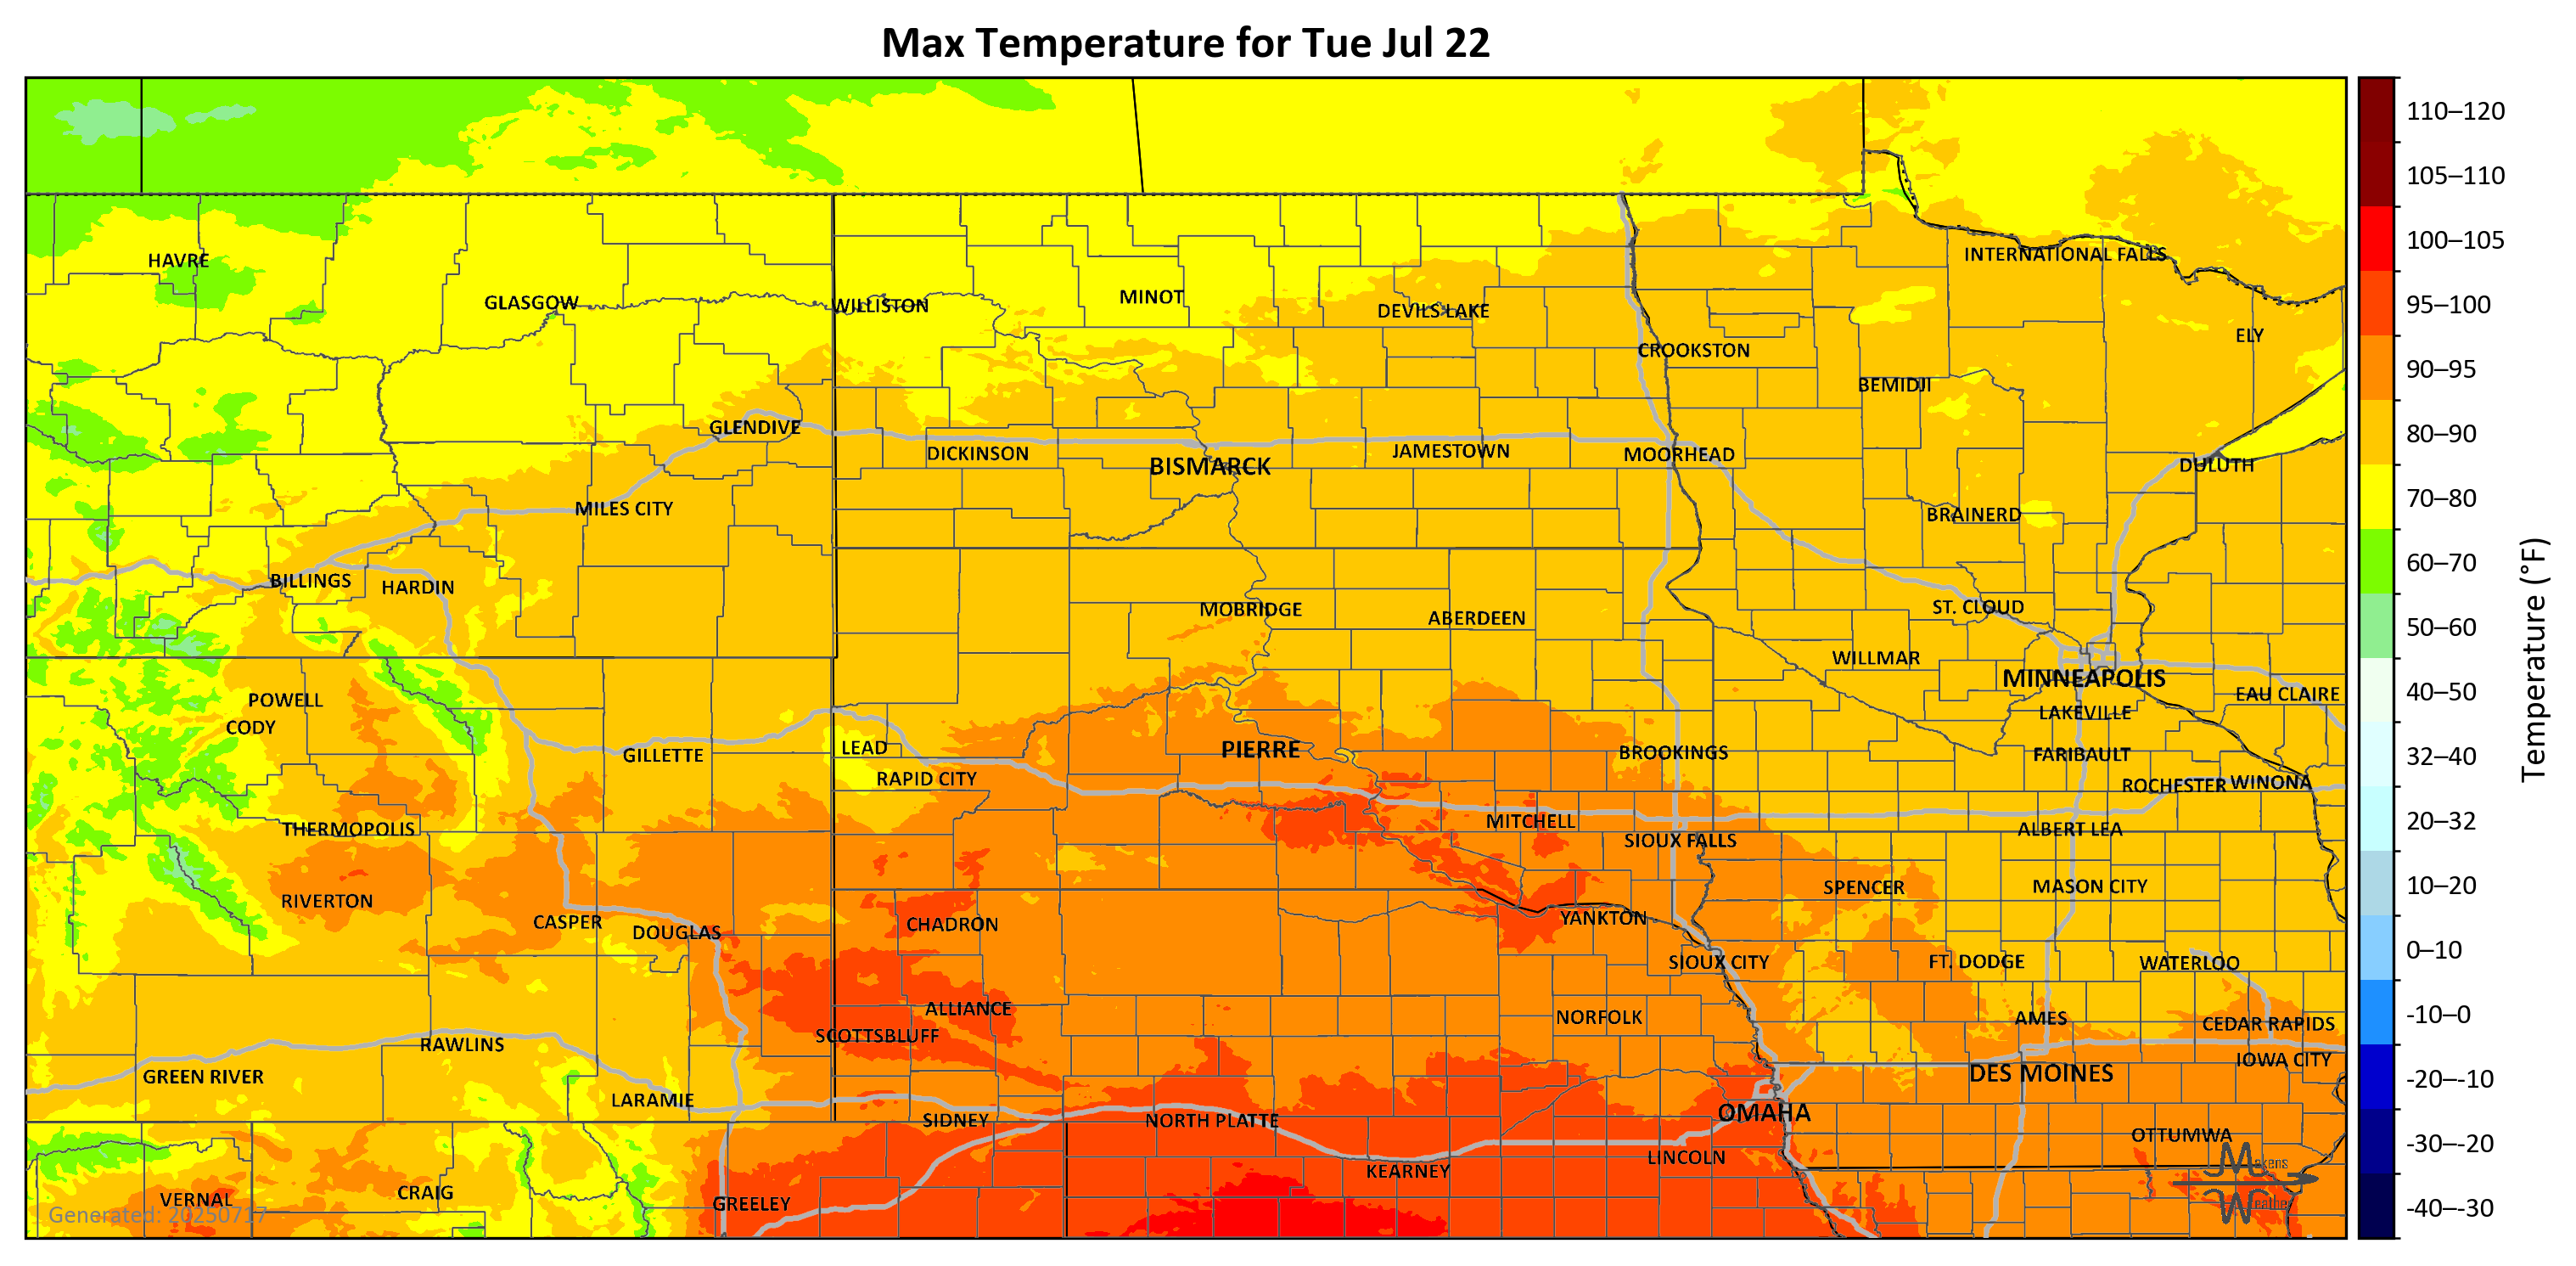 Max Temperature for Tue Jul 22
HAVRE
GLASGOW
WILLISTON
MINOT
DEVILS LAKE
INTERNATIONAL FALLS
CROOKSTON
ELY
BEMIDJI
GLENDIVE
DICKINSON
BISMARCK
JAMESTOWN
MOORHEAD
DULUTH
MILES CITY
BRAINERD
BILLINGS
HARDIN
MOBRIDGE
ABERDEEN
ST. CLOUD
WILLMAR
MINNEAPOLIS
POWELL
EAU CLAIRE
CODY
LAKEVILLE
GILLETTE
LEAD
PIERRE
BROOKINGS
FARIBAULT
RAPID CITY
ROCHESTER
WINONA
THERMOPOLIS
MITCHELL
ALBERT LEA
SIOUX FALLS
RIVERTON
SPENCER
MASON CITY
CASPER
DOUGLAS
CHADRON
YANKTON
SIOUX CITY
FT. DODGE
WATERLOO
ALLIANCE
NORFOLK
AMES
CEDAR RAPIDS
SCOTTSBLUFF
RAWLINS
IOWA CITY
GREEN RIVER
DES MOINES
LARAMIE
SIDNEY
NORTH PLATTE
OMAHA
OTTUMWA
LINCOLN
KEARNEY
VERNAL
CRAIG
GREELEY
Generated: 20250717
Makens
Weather
110–120
105–110
100–105
95–100
90–95
80–90
70–80
60–70
50–60
40–50
32–40
20–32
10–20
0–10
-10–0
-20–-10
-30–-20
-40–-30
Temperature (°F)